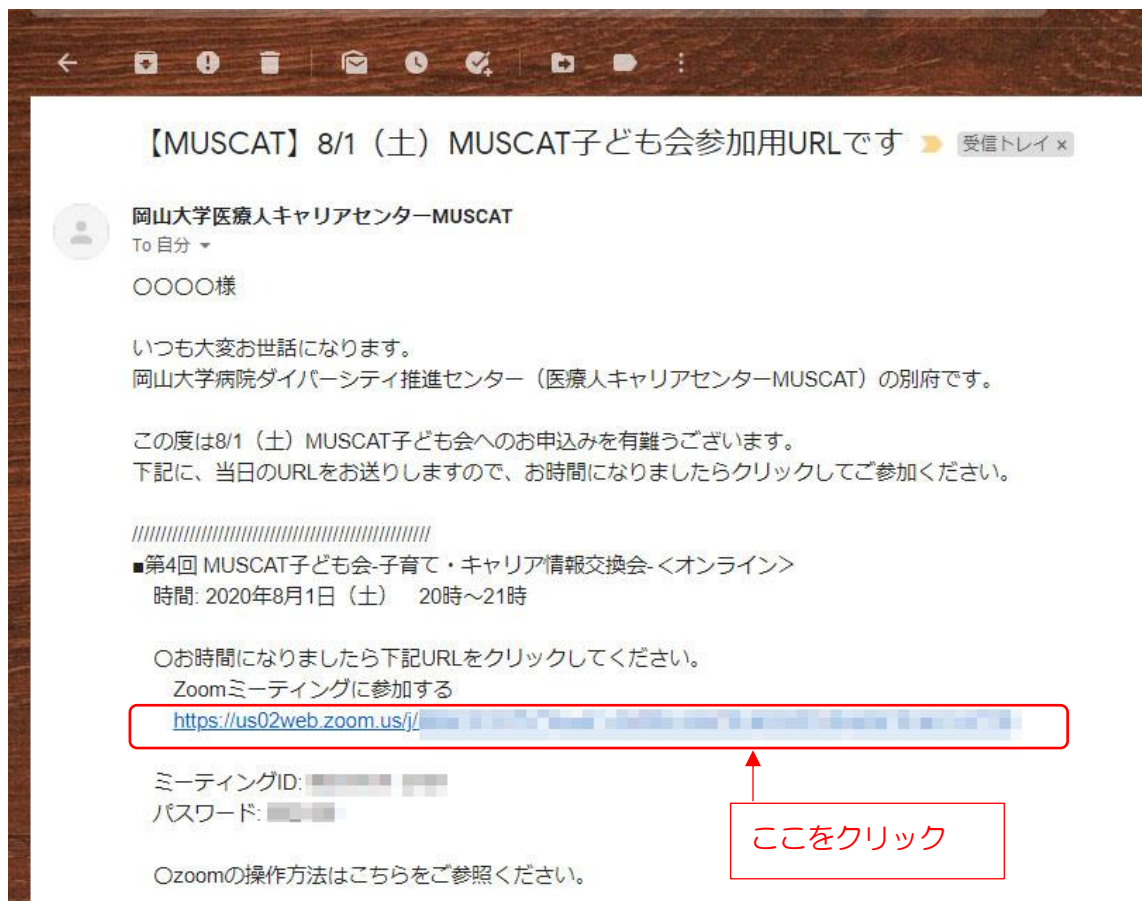 【MUSCAT】8/1（土）MUSCAT子ども会参加用URLです 受信トレイ ×
岡山大学医療人キャリアセンターMUSCAT
To 自分
〇〇〇〇様
いつも大変お世話になります。
岡山大学病院ダイバーシティ推進センター（医療人キャリアセンターMUSCAT）の別府です。
この度は8/1（土）MUSCAT子ども会へのお申込みを有難うございます。
下記に、当日のURLをお送りしますので、お時間になりましたらクリックしてご参加ください。
/////////////////////////////////////////////////////
■第4回 MUSCAT子ども会-子育て・キャリア情報交換会-＜オンライン＞
時間: 2020年8月1日（土）　20時～21時
〇お時間になりましたら下記URLをクリックしてください。
Zoomミーティングに参加する
https://us02web.zoom.us/j/
ミーティングID:
パスワード:
ここをクリック
〇zoomの操作方法はこちらをご参照ください。